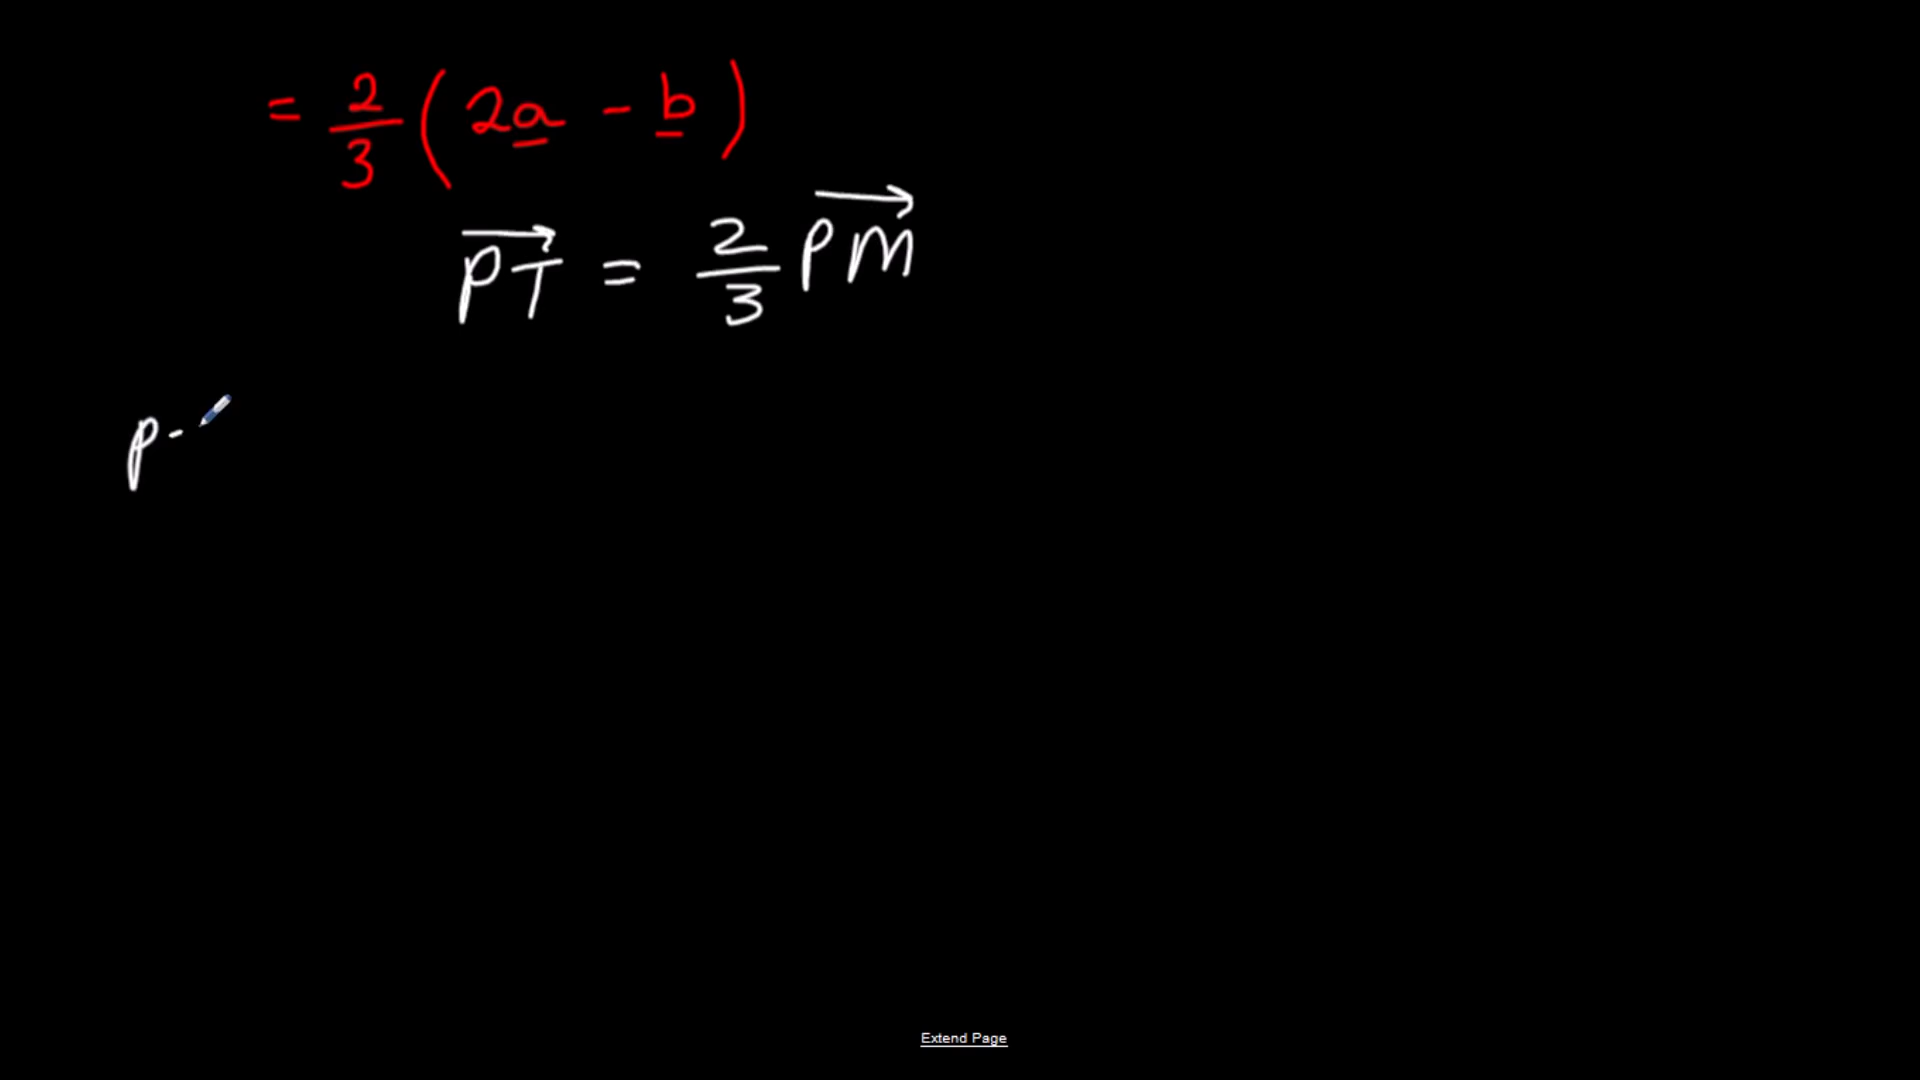 = 2/3 (2a - b)
PT = 2/3 PM
P-
Extend Page